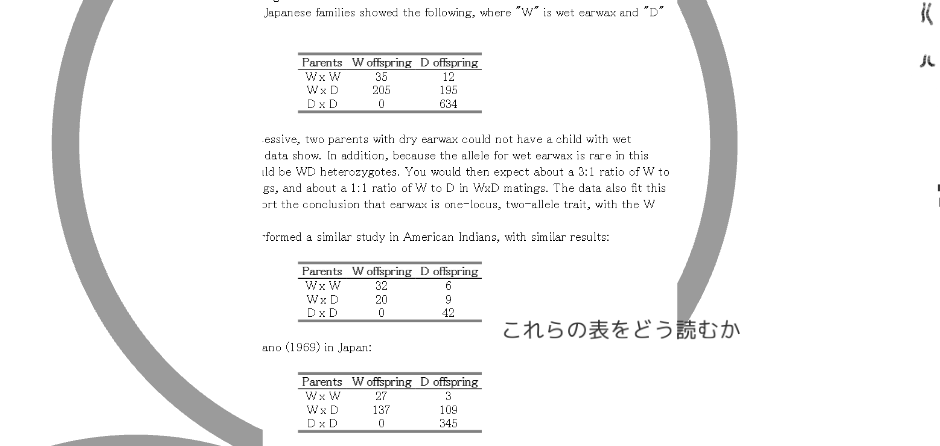 Japanese families showed the following, where "W" is wet earwax and "D"
Parents W offspring D offspring
W x W 35 12
W x D 205 195
D x D 0 634
two parents with dry earwax could not have a child with wet
data show. In addition, because the allele for wet earwax is rare in this
be WD heterozygotes. You would then expect about a 3:1 ratio of W to
and about a 1:1 ratio of W to D in WxD matings. The data also fit this
the conclusion that earwax is one-locus, two-allele trait, with the W
a similar study in American Indians, with similar results:
Parents W offspring D offspring
W x W 32 6
W x D 20 9
D x D 0 42
これらの表をどう読むか
(1969) in Japan:
Parents W offspring D offspring
W x W 27 3
W x D 137 109
D x D 0 345